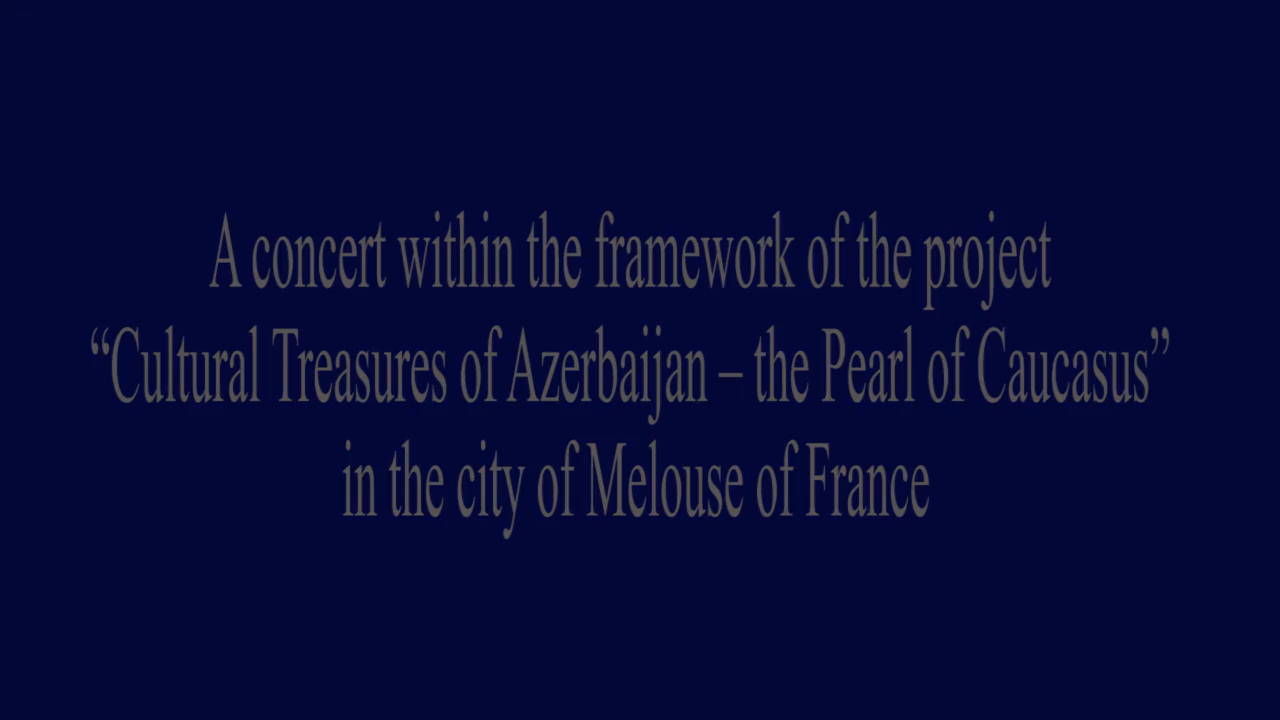 A concert within the framework of the project
“Cultural Treasures of Azerbaijan – the Pearl of Caucasus”
in the city of Melouse of France